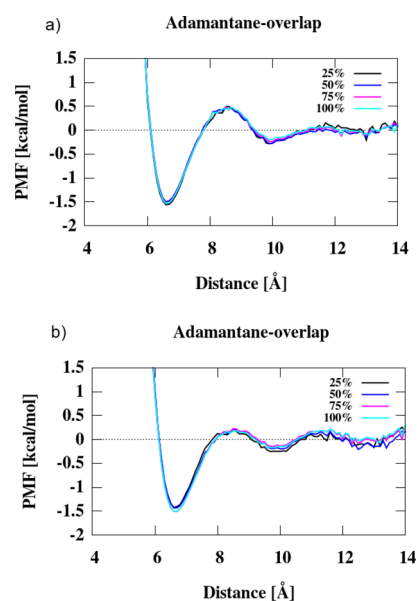 a)
Adamantane-overlap
PMF [kcal/mol]
1.5
1
0.5
0
-0.5
-1
-1.5
-2
25%
50%
75%
100%
4 6 8 10 12 14
Distance [Å]
b)
Adamantane-overlap
PMF [kcal/mol]
1.5
1
0.5
0
-0.5
-1
-1.5
-2
25%
50%
75%
100%
4 6 8 10 12 14
Distance [Å]